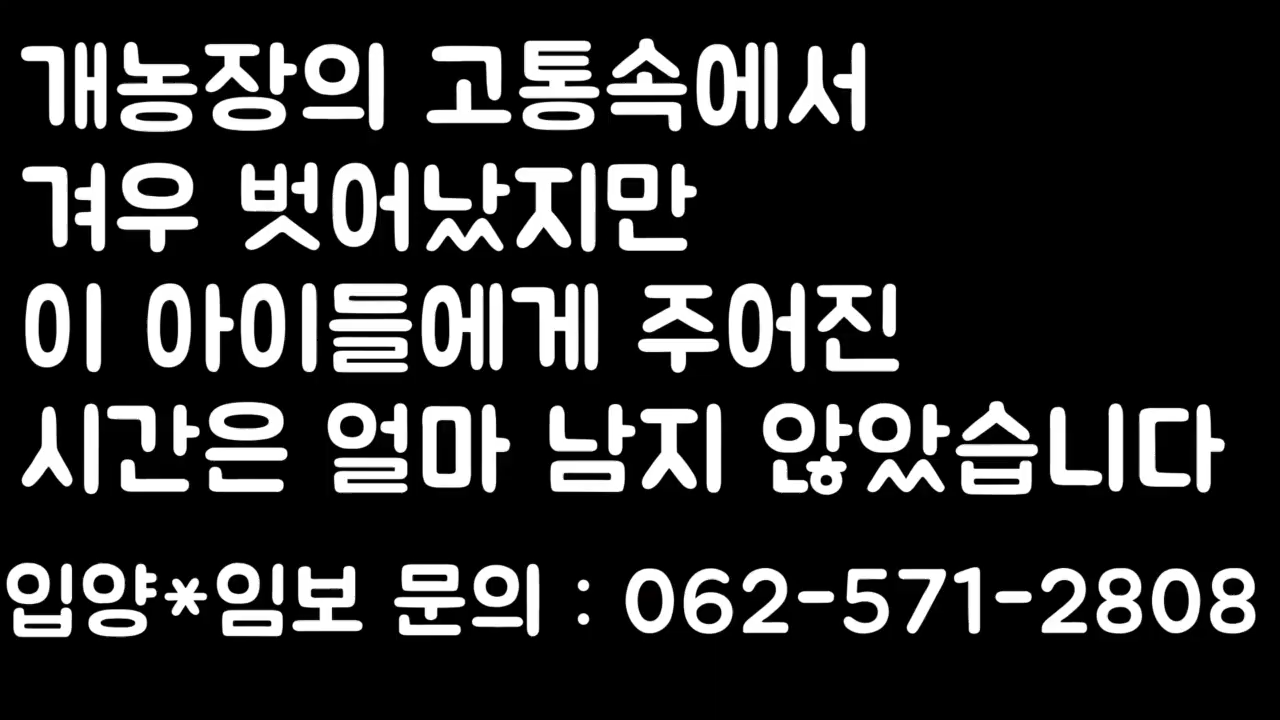 개농장의 고통속에서
겨우 벗어났지만
이 아이들에게 주어진
시간은 얼마 남지 않았습니다
입양*임보 문의 : 062-571-2808